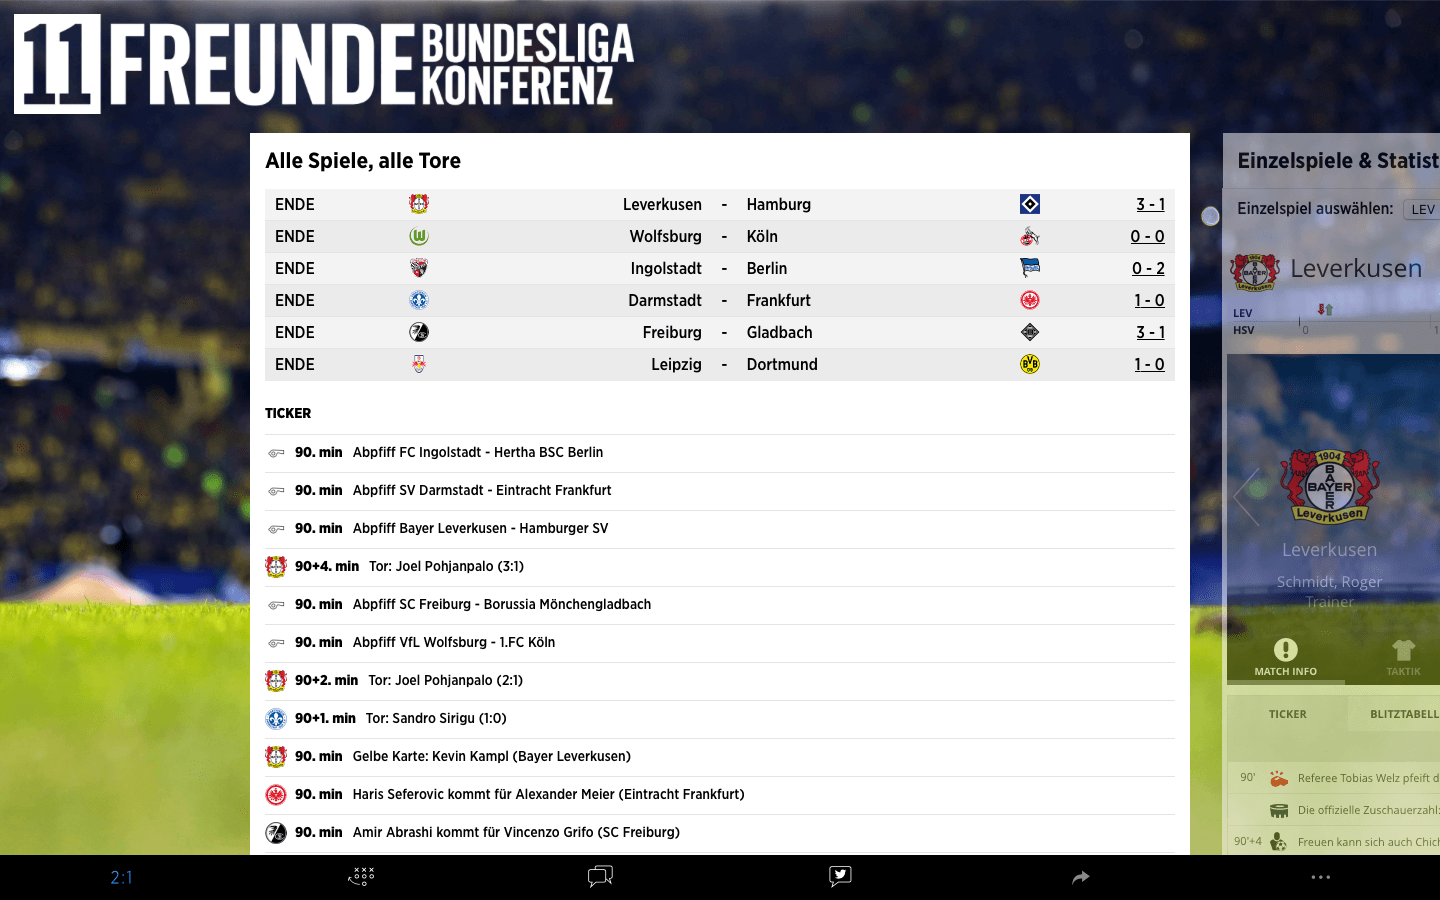 11FREUNDE BUNDESLIGA KONFERENZ
Alle Spiele, alle Tore
ENDE Leverkusen - Hamburg 3 - 1
ENDE Wolfsburg - Köln 0 - 0
ENDE Ingolstadt - Berlin 0 - 2
ENDE Darmstadt - Frankfurt 1 - 0
ENDE Freiburg - Gladbach 3 - 1
ENDE Leipzig - Dortmund 1 - 0
TICKER
90. min Abpfiff FC Ingolstadt - Hertha BSC Berlin
90. min Abpfiff SV Darmstadt - Eintracht Frankfurt
90. min Abpfiff Bayer Leverkusen - Hamburger SV
90+4. min Tor: Joel Pohjanpalo (3:1)
90. min Abpfiff SC Freiburg - Borussia Mönchengladbach
90. min Abpfiff VfL Wolfsburg - 1.FC Köln
90+2. min Tor: Joel Pohjanpalo (2:1)
90+1. min Tor: Sandro Sirigu (1:0)
90. min Gelbe Karte: Kevin Kampl (Bayer Leverkusen)
90. min Haris Seferovic kommt für Alexander Meier (Eintracht Frankfurt)
90. min Amir Abrashi kommt für Vincenzo Grifo (SC Freiburg)
Einzelspiele & Statist
Einzelspiel auswählen: LEV
Leverkusen
LEV
HSV 0 1
1904
BAYER
BAYER
Leverkusen
Leverkusen
Schmidt, Roger
Trainer
MATCH INFO TAKTIK
TICKER BLITZTABELL
90' Referee Tobias Welz pfeift d
Die offizielle Zuschauerzahl:
90'+4 Freuen kann sich auch Chich
2:1